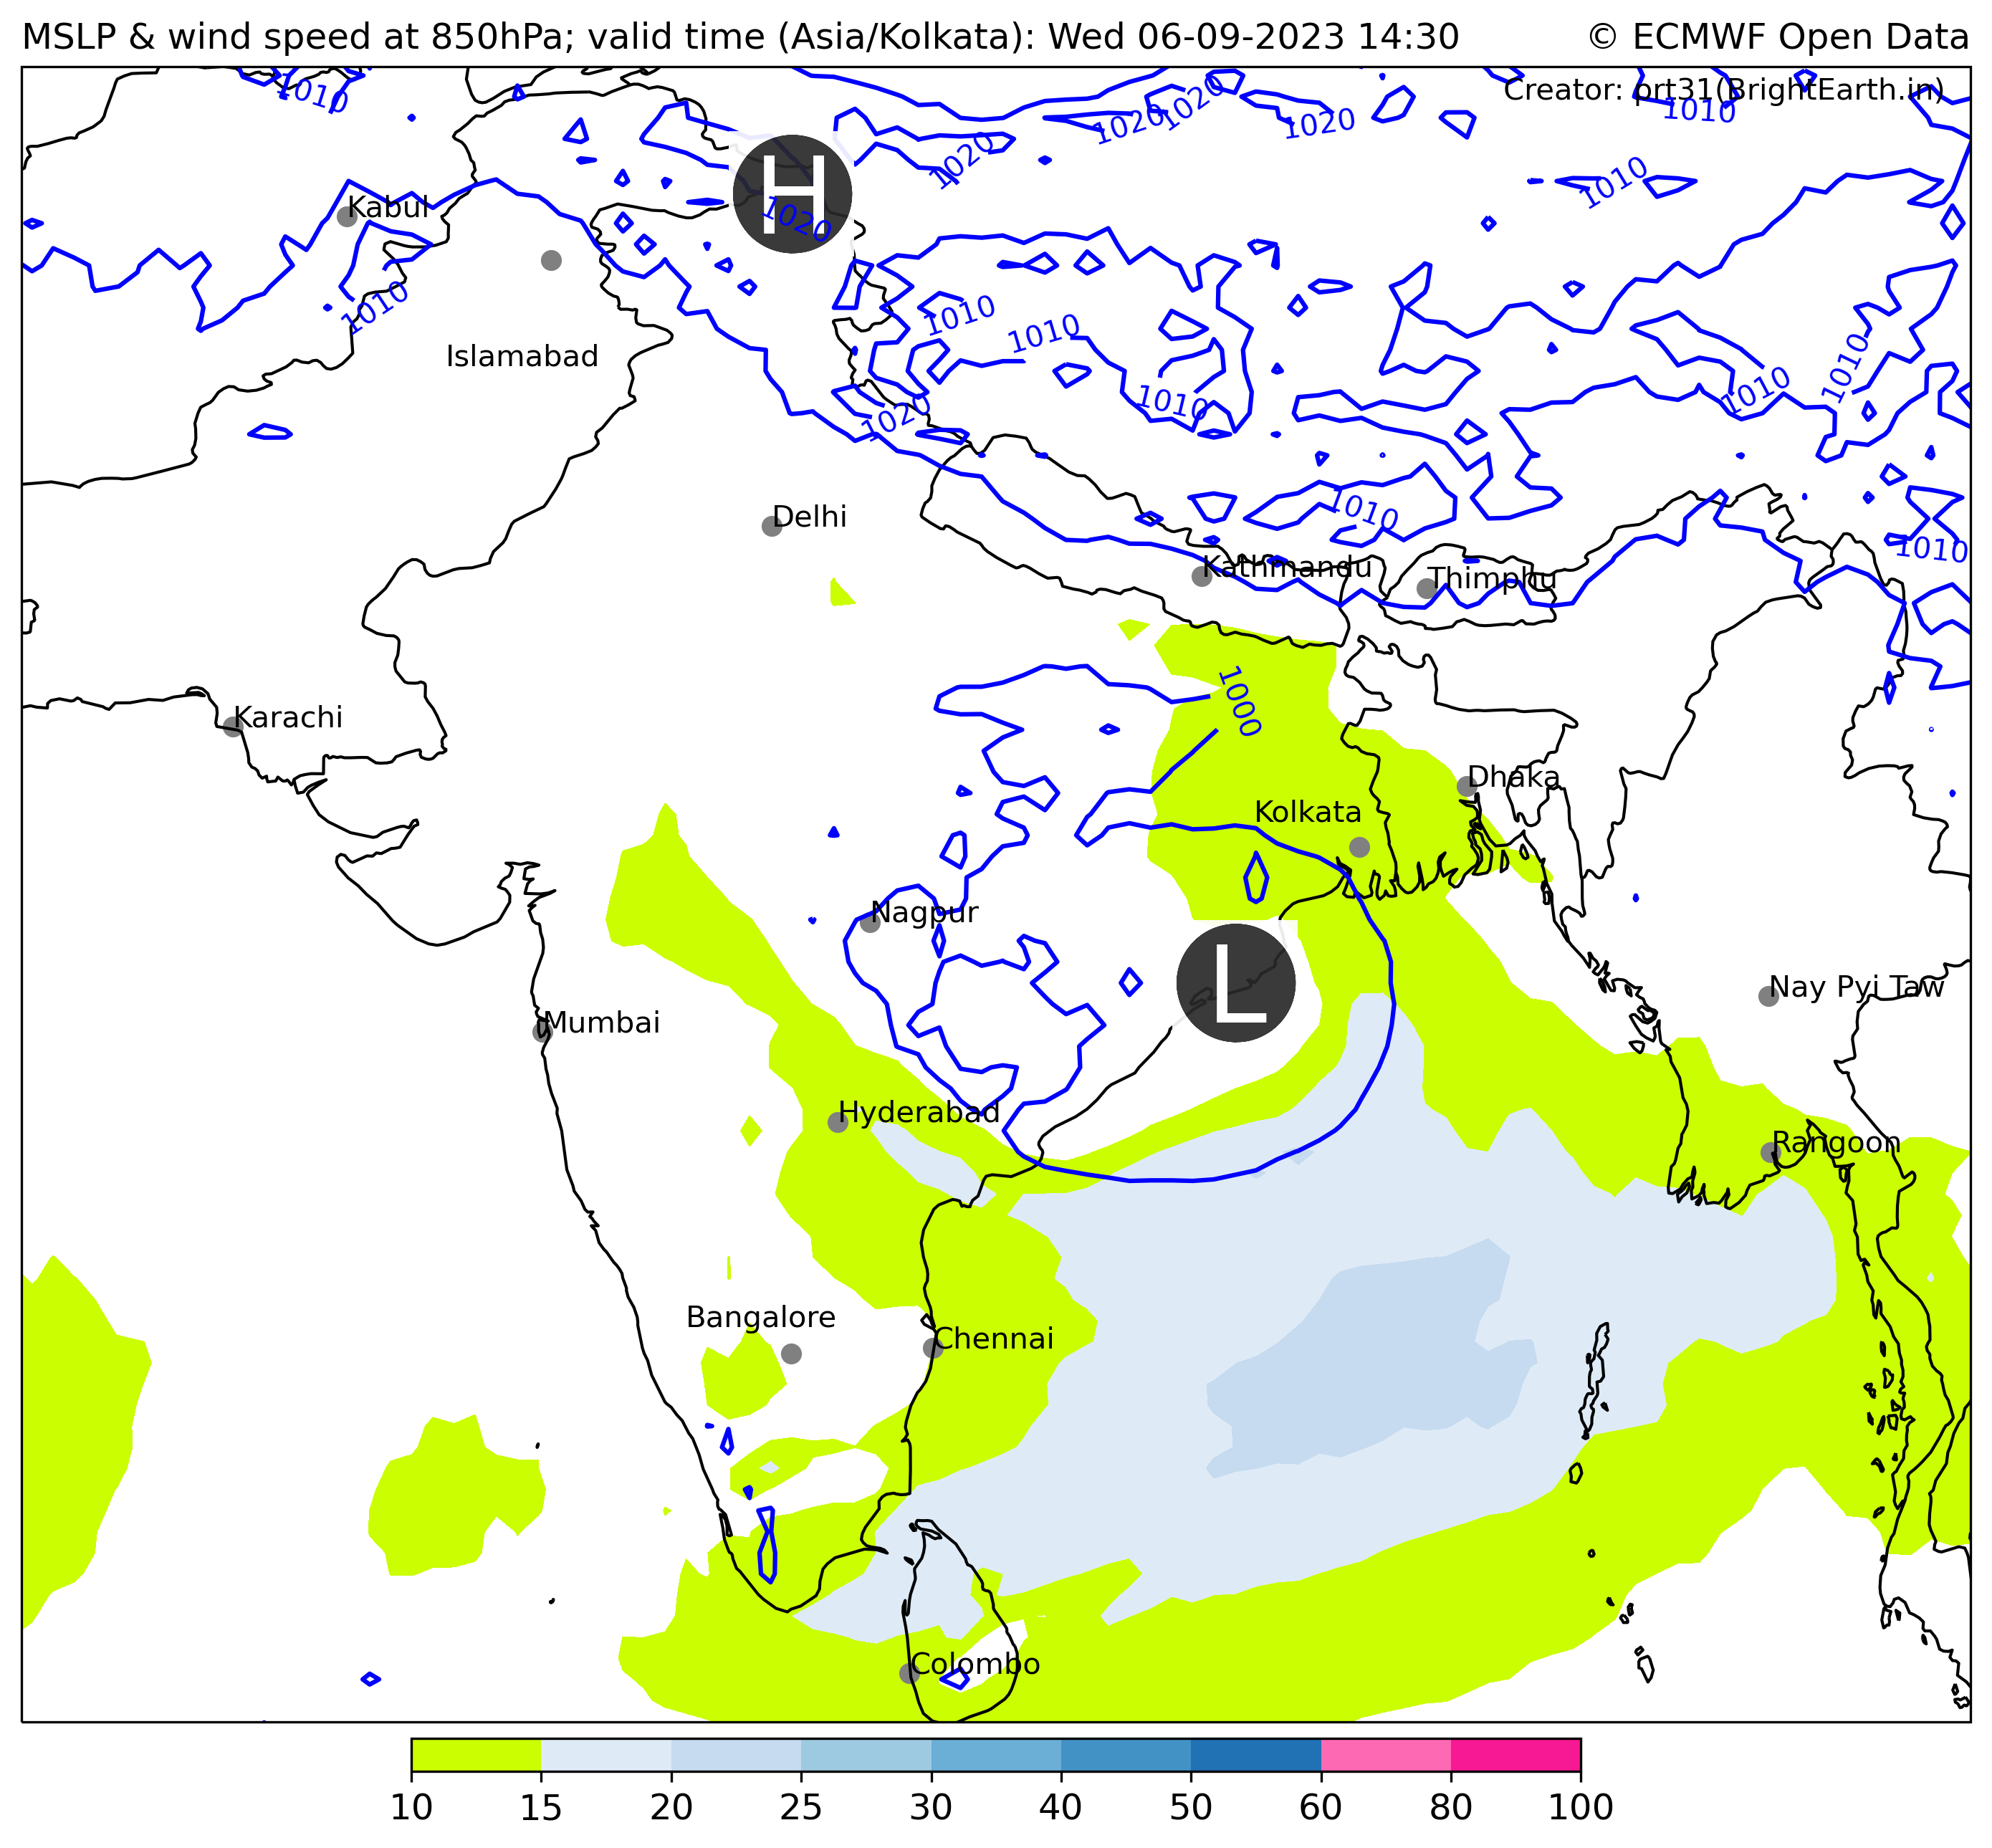 MSLP & wind speed at 850hPa; valid time (Asia/Kolkata): Wed 06-09-2023 14:30
© ECMWF Open Data
Creator: prt31(BrightEarth.in)
1010
1020
1020
1020
1010
1020
1010
H
1020
Kabul
1010
1010
1010
Islamabad
1010
1010
1010
1020
1010
Delhi
1010
Kathmandu
Thimphu
1000
Karachi
Dhaka
Kolkata
Nagpur
L
Nay Pyi Taw
Mumbai
Hyderabad
Rangoon
Bangalore
Chennai
Colombo
10 15 20 25 30 40 50 60 80 100